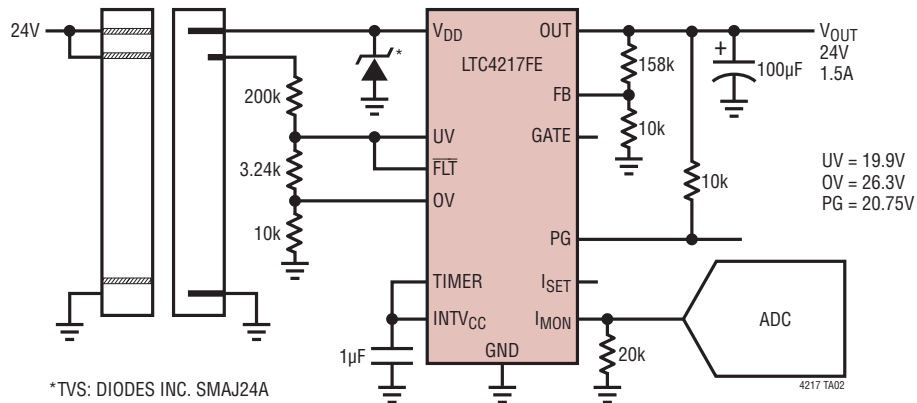 24V
*
200k
3.24k
10k
1µF
*TVS: DIODES INC. SMAJ24A
LTC4217FE
VDD
UV
FLT
OV
TIMER
INTVCC
GND
OUT
FB
GATE
PG
ISET
IMON
158k
10k
10k
20k
+
100µF
VOUT
24V
1.5A
UV = 19.9V
OV = 26.3V
PG = 20.75V
ADC
4217 TA02